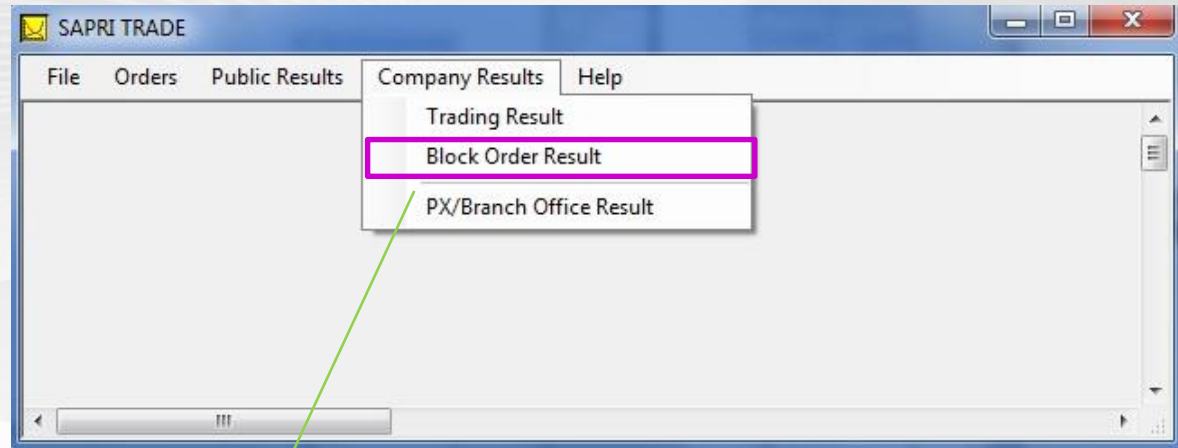 SAPRI TRADE
File Orders Public Results Company Results Help
Trading Result
Block Order Result
PX/Branch Office Result